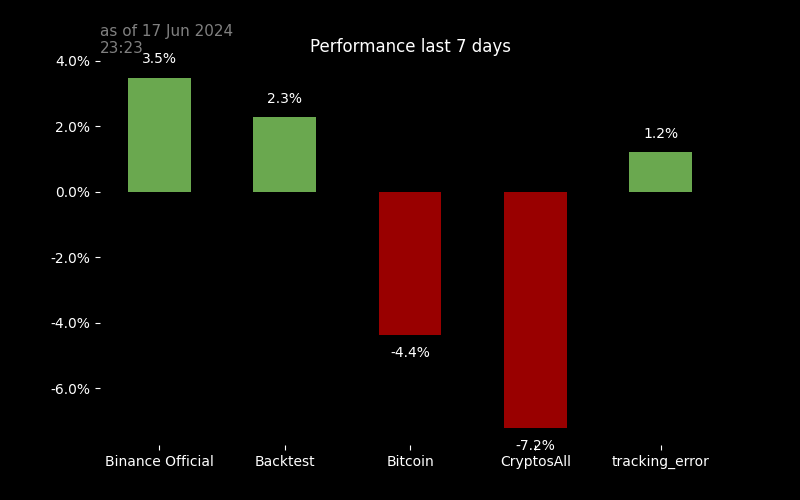 as of 17 Jun 2024
23:23
Performance last 7 days
4.0%
2.0%
0.0%
-2.0%
-4.0%
-6.0%
3.5%
2.3%
-4.4%
-7.2%
1.2%
Binance Official
Backtest
Bitcoin
CryptosAll
tracking_error